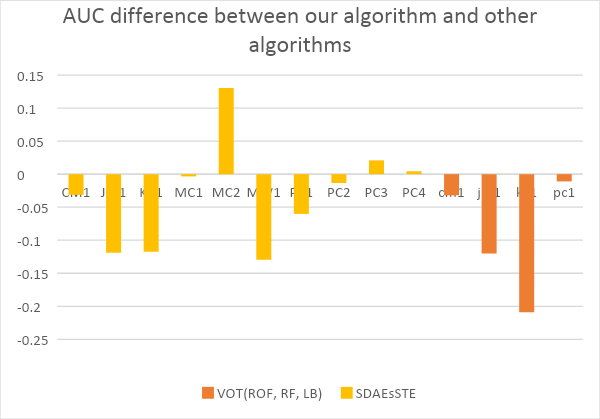 AUC difference between our algorithm and other
algorithms
0.15
0.1
0.05
0
CM1 MC1 MC2 PC2 PC3 PC4 cm1 pc1
-0.05
-0.1
-0.15
-0.2
-0.25
VOT(ROF, RF, LB) SDAEsSTE